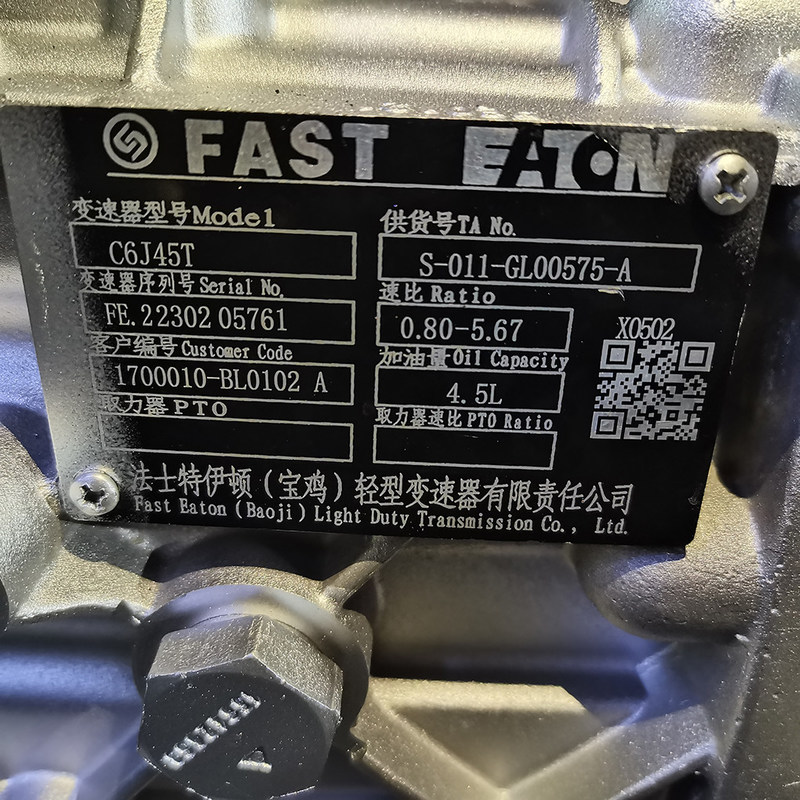 FAST EATON
变速器型号Model
C6J45T
供货号TA No.
S-011-GL00575-A
变速器序列号Serial No.
FE.22302 05761
速比Ratio
0.80-5.67
X0502
客户编号Customer Code
1700010-BL0102 A
加油量Oil Capacity
4.5L
取力器PTO
取力器速比PTO Ratio
法士特伊顿（宝鸡）轻型变速器有限责任公司
Fast Eaton (Baoji) Light Duty Transmission Co., Ltd.